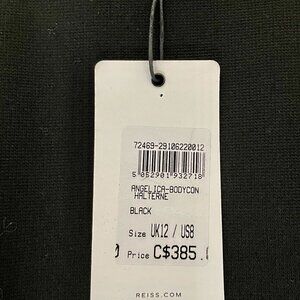 72469-29106220012
5 052901 932718
ANGELICA-BODYCON
HALTERNE
BLACK
Size UK12 / US8
Price C$385.
REISS.COM